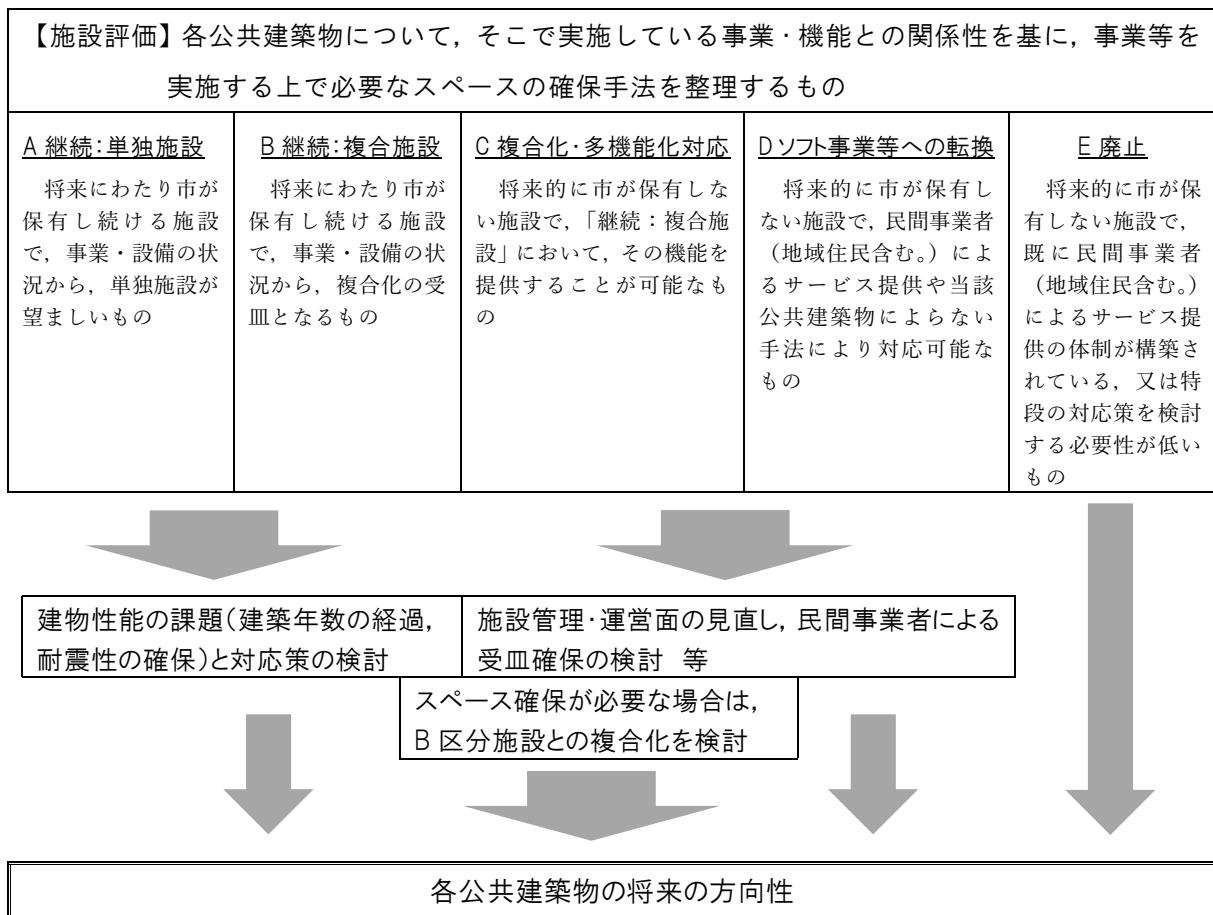 【施設評価】各公共建築物について，そこで実施している事業・機能との関係性を基に，事業等を
実施する上で必要なスペースの確保手法を整理するもの
A 継続：単独施設
将来にわたり市が
保有し続ける施設
で，事業・設備の状
況から，単独施設が
望ましいもの
B 継続：複合施設
将来にわたり市が
保有し続ける施設
で，事業・設備の状
況から，複合化の受
皿となるもの
C 複合化・多機能化対応
将来的に市が保有しな
い施設で，「継続：複合施
設」において，その機能を
提供することが可能なも
の
D ソフト事業等への転換
将来的に市が保有し
ない施設で，民間事業者
（地域住民含む。）によ
るサービス提供や当該
公共建築物によらない
手法により対応可能な
もの
E 廃止
将来的に市が保
有しない施設で，
既に民間事業者
（地域住民含む。）
によるサービス提
供の体制が構築さ
れている，又は特
段の対応策を検討
する必要性が低い
もの
建物性能の課題（建築年数の経過，
耐震性の確保）と対応策の検討
施設管理・運営面の見直し，民間事業者による
受皿確保の検討 等
スペース確保が必要な場合は，
B 区分施設との複合化を検討
各公共建築物の将来の方向性